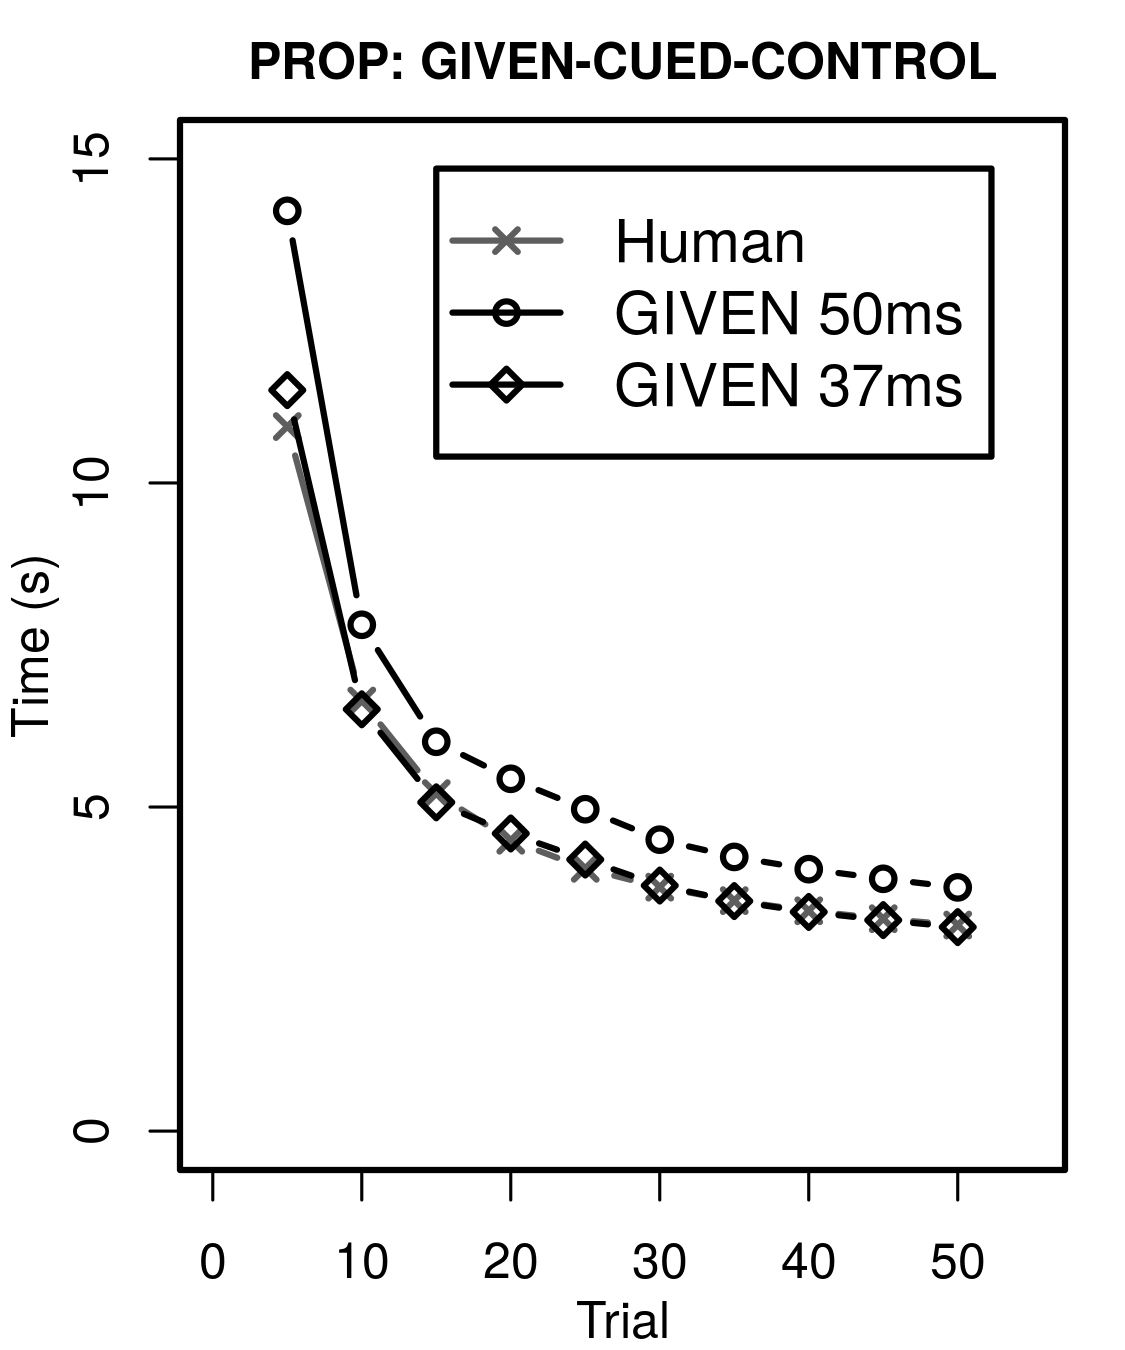 PROP: GIVEN-CUED-CONTROL
15
10
5
0
Time (s)
Human
GIVEN 50ms
GIVEN 37ms
0 10 20 30 40 50
Trial